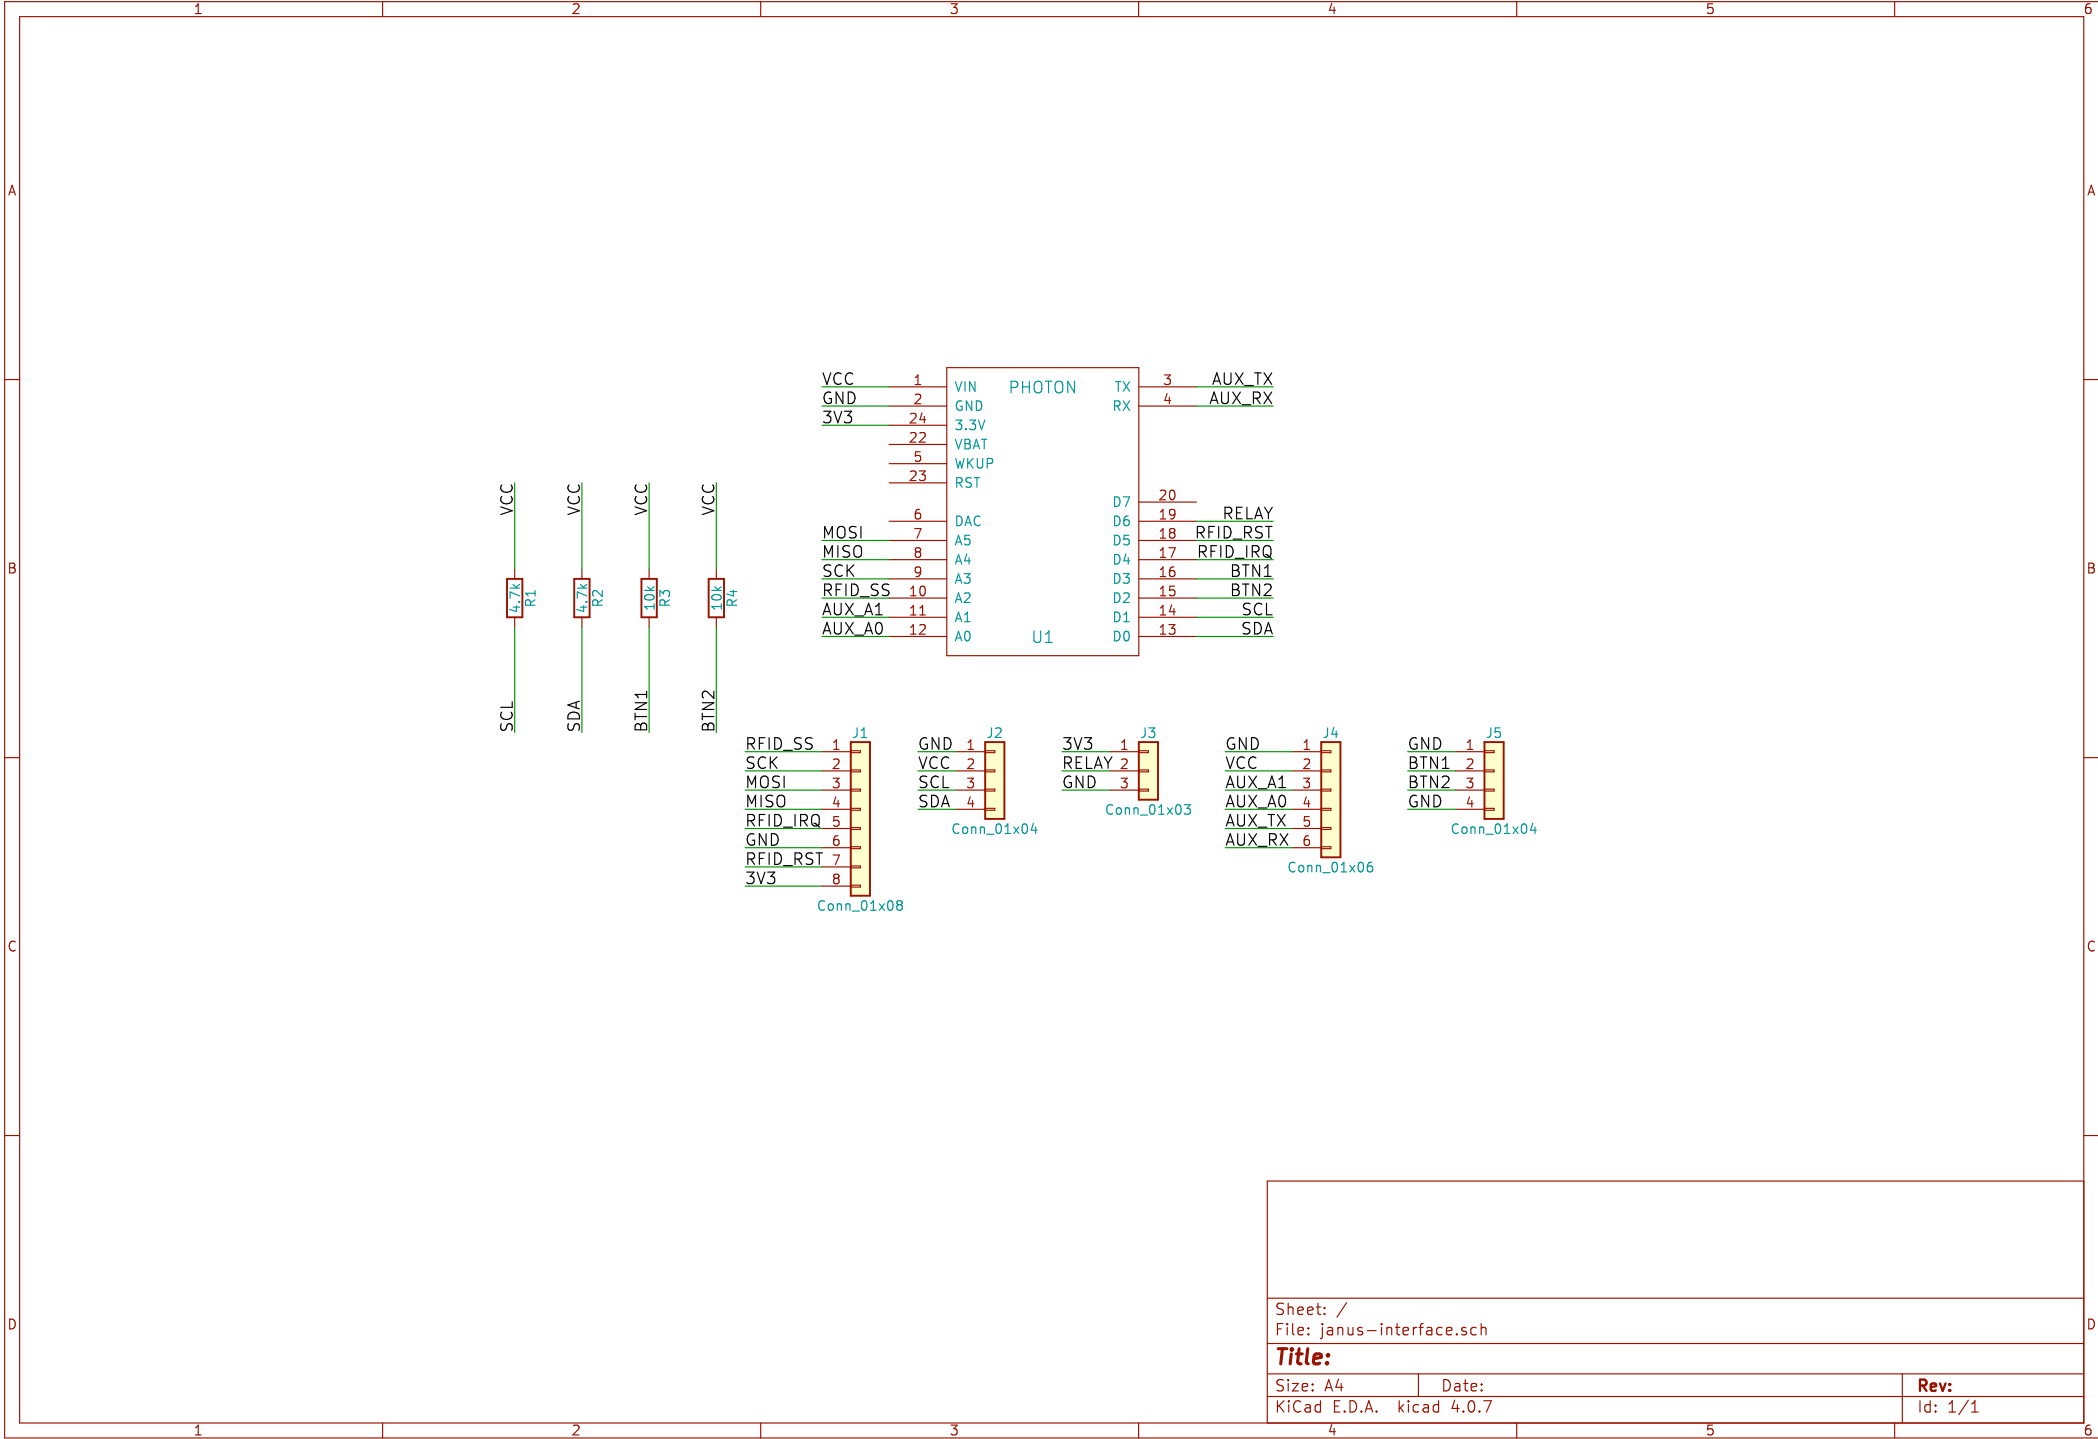 1 2 3 4 5 6
A A
B B
C C
D D
PHOTON
U1
VCC 1 VIN
GND 2 GND
3V3 24 3.3V
22 VBAT
5 WKUP
23 RST
6 DAC
MOSI 7 A5
MISO 8 A4
SCK 9 A3
RFID_SS 10 A2
AUX_A1 11 A1
AUX_A0 12 A0
TX 3 AUX_TX
RX 4 AUX_RX
D7 20
D6 19 RELAY
D5 18 RFID_RST
D4 17 RFID_IRQ
D3 16 BTN1
D2 15 BTN2
D1 14 SCL
D0 13 SDA
VCC 4.7k R1 SCL
VCC 4.7k R2 SDA
VCC 10k R3 BTN1
VCC 10k R4 BTN2
J1
RFID_SS 1
SCK 2
MOSI 3
MISO 4
RFID_IRQ 5
GND 6
RFID_RST 7
3V3 8
Conn_01x08
J2
GND 1
VCC 2
SCL 3
SDA 4
Conn_01x04
J3
3V3 1
RELAY 2
GND 3
Conn_01x03
J4
GND 1
VCC 2
AUX_A1 3
AUX_A0 4
AUX_TX 5
AUX_RX 6
Conn_01x06
J5
GND 1
BTN1 2
BTN2 3
GND 4
Conn_01x04
Sheet: /
File: janus-interface.sch
Title:
Size: A4 Date: Rev:
KiCad E.D.A. kicad 4.0.7 Id: 1/1
1 2 3 4 5 6